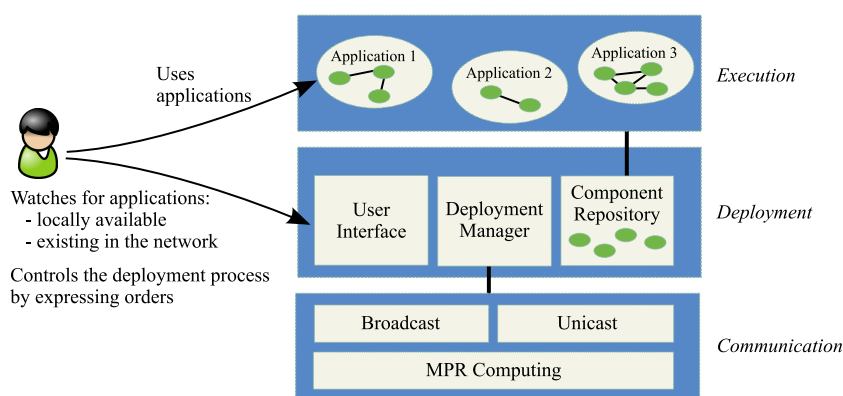 Uses
applications
Watches for applications:
- locally available
- existing in the network
Controls the deployment process
by expressing orders
Application 1
Application 2
Application 3
Execution
User
Interface
Deployment
Manager
Component
Repository
Deployment
Broadcast
Unicast
MPR Computing
Communication